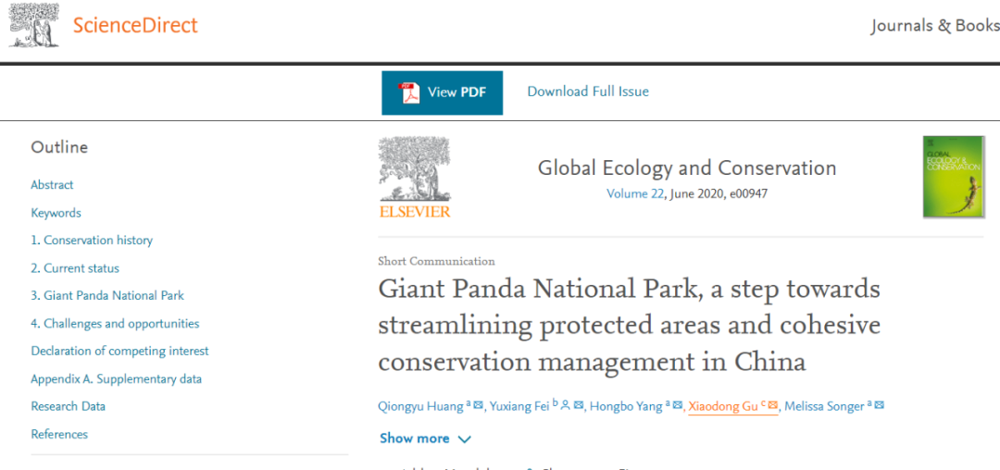 ScienceDirect
Journals & Books
View PDF
Download Full Issue
Outline
Abstract
Keywords
1. Conservation history
2. Current status
3. Giant Panda National Park
4. Challenges and opportunities
Declaration of competing interest
Appendix A. Supplementary data
Research Data
References
ELSEVIER
Global Ecology and Conservation
Volume 22, June 2020, e00947
GLOBAL
ECOLOGY &
CONSERVATION
Short Communication
Giant Panda National Park, a step towards
streamlining protected areas and cohesive
conservation management in China
Qiongyu Huang a, Yuxiang Fei b, Hongbo Yang a, Xiaodong Gu c, Melissa Songer a
Show more